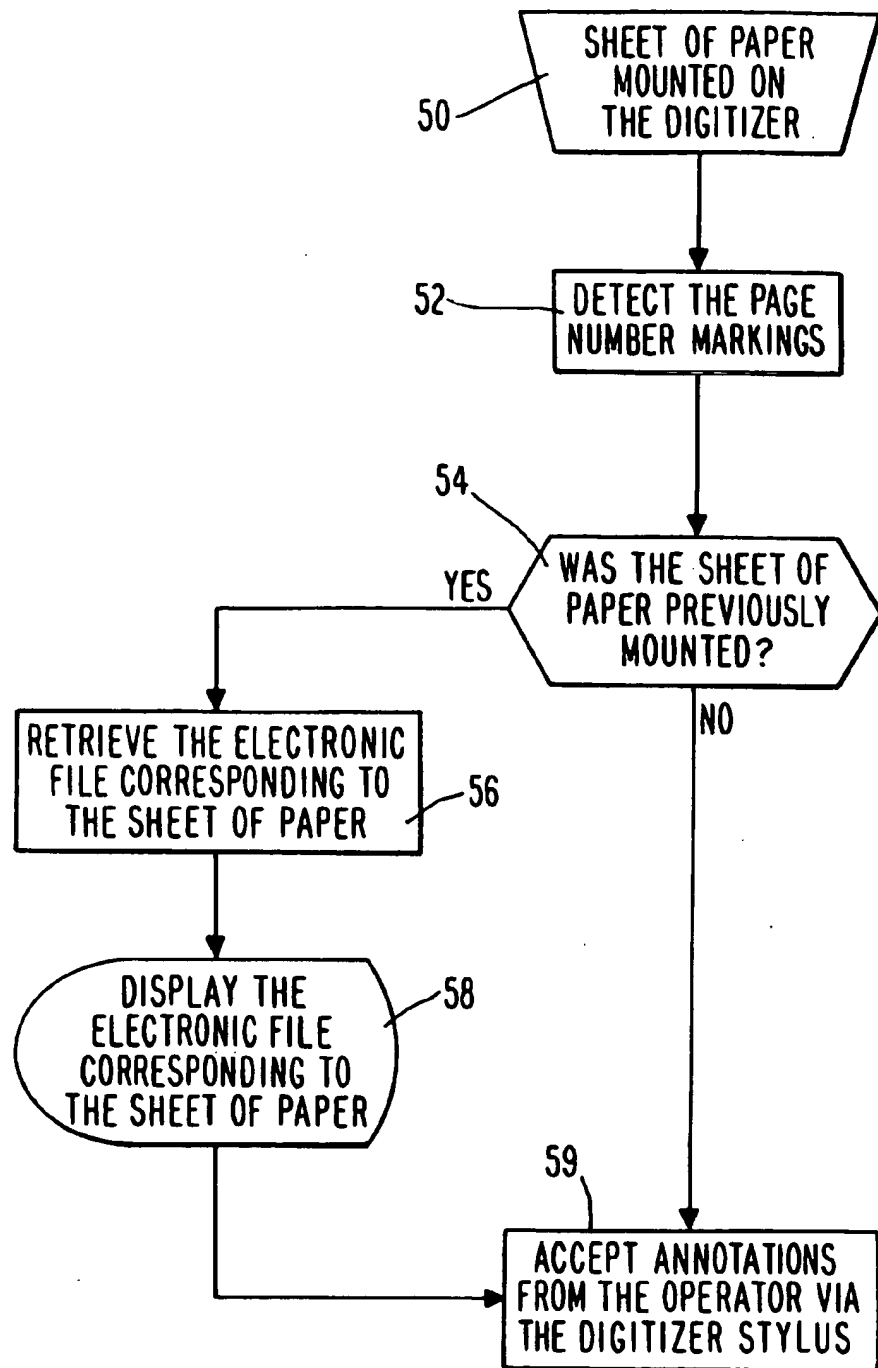 SHEET OF PAPER
MOUNTED ON
THE DIGITIZER
50
52
DETECT THE PAGE
NUMBER MARKINGS
54
WAS THE SHEET OF
PAPER PREVIOUSLY
MOUNTED?
YES
NO
RETRIEVE THE ELECTRONIC
FILE CORRESPONDING TO
THE SHEET OF PAPER
56
DISPLAY THE
ELECTRONIC FILE
CORRESPONDING TO
THE SHEET OF PAPER
58
59
ACCEPT ANNOTATIONS
FROM THE OPERATOR VIA
THE DIGITIZER STYLUS